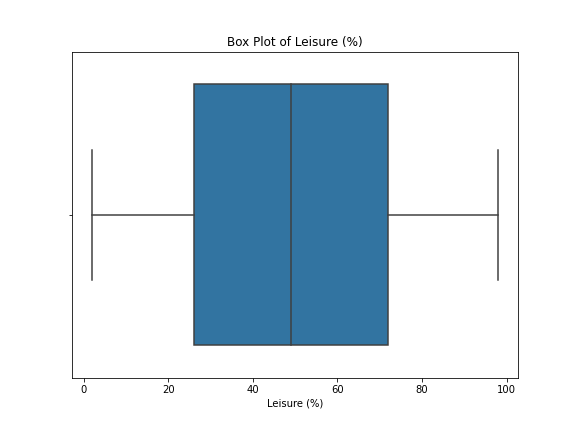 Box Plot of Leisure (%)
0 20 40 60 80 100
Leisure (%)